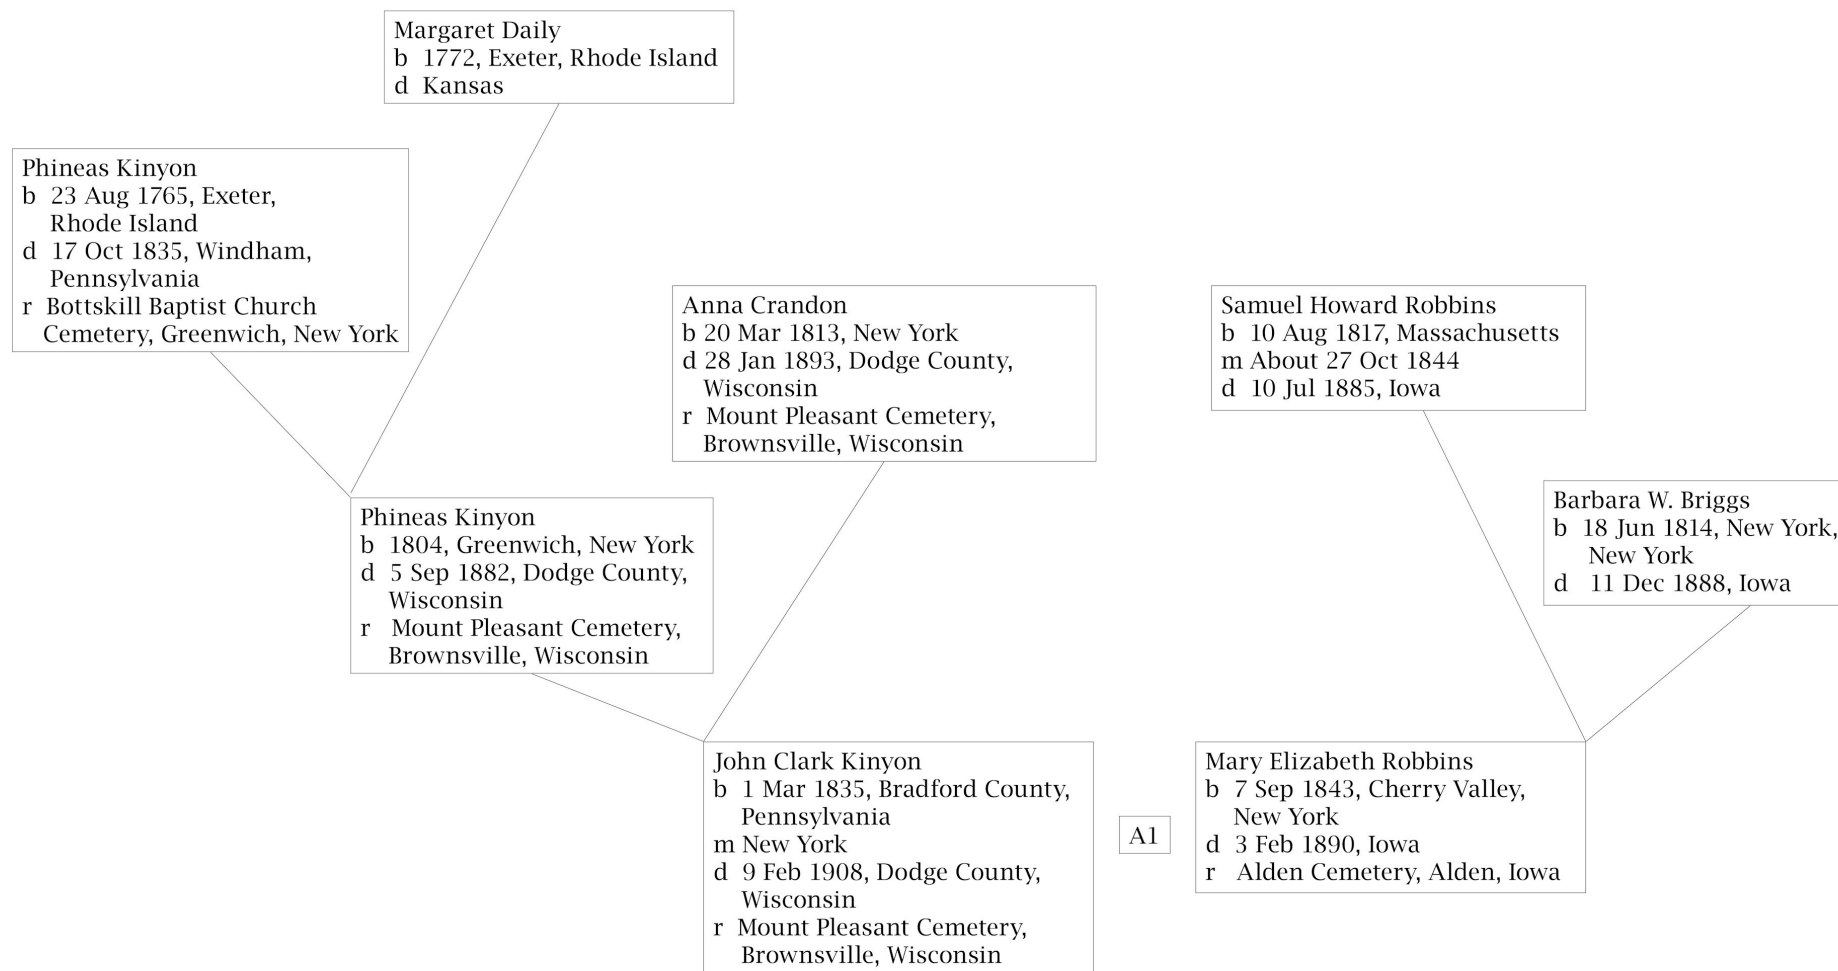 Margaret Daily
b 1772, Exeter, Rhode Island
d Kansas
Phineas Kinyon
b 23 Aug 1765, Exeter,
Rhode Island
d 17 Oct 1835, Windham,
Pennsylvania
r Bottskill Baptist Church
Cemetery, Greenwich, New York
Anna Crandon
b 20 Mar 1813, New York
d 28 Jan 1893, Dodge County,
Wisconsin
r Mount Pleasant Cemetery,
Brownsville, Wisconsin
Samuel Howard Robbins
b 10 Aug 1817, Massachusetts
m About 27 Oct 1844
d 10 Jul 1885, Iowa
Barbara W. Briggs
b 18 Jun 1814, New York,
New York
d 11 Dec 1888, Iowa
Phineas Kinyon
b 1804, Greenwich, New York
d 5 Sep 1882, Dodge County,
Wisconsin
r Mount Pleasant Cemetery,
Brownsville, Wisconsin
John Clark Kinyon
b 1 Mar 1835, Bradford County,
Pennsylvania
m New York
d 9 Feb 1908, Dodge County,
Wisconsin
r Mount Pleasant Cemetery,
Brownsville, Wisconsin
A1
Mary Elizabeth Robbins
b 7 Sep 1843, Cherry Valley,
New York
d 3 Feb 1890, Iowa
r Alden Cemetery, Alden, Iowa